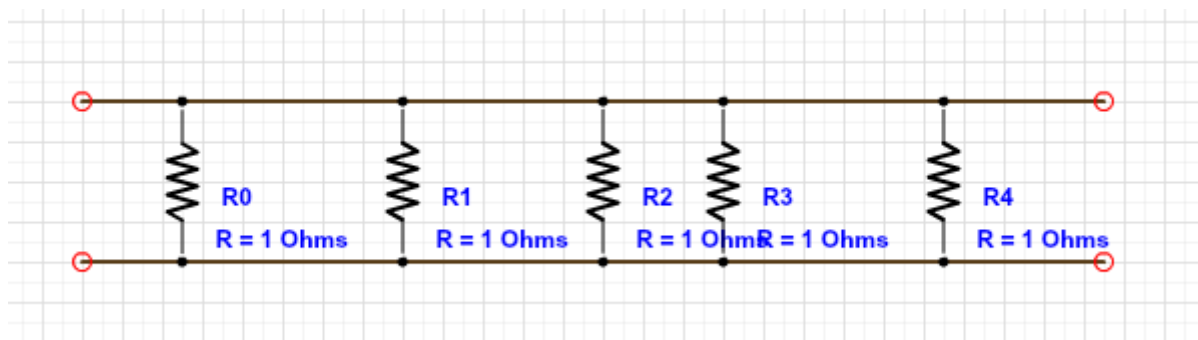 R0
R = 1 Ohms
R1
R = 1 Ohms
R2
R = 1 Ohms
R3
R = 1 Ohms
R4
R = 1 Ohms